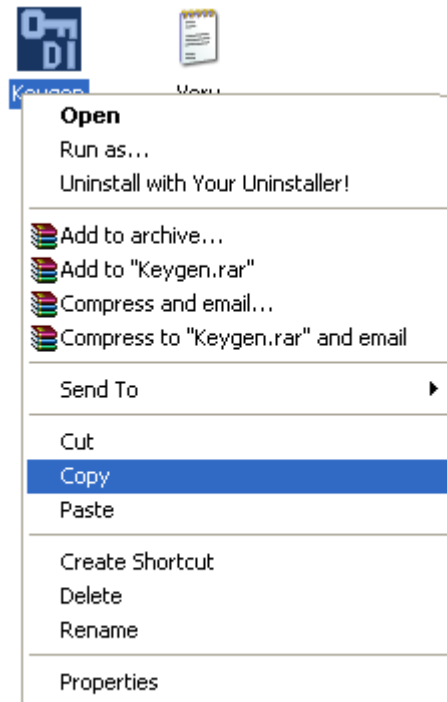 DI
Keygen
Open
Run as...
Uninstall with Your Uninstaller!
Add to archive...
Add to "Keygen.rar"
Compress and email...
Compress to "Keygen.rar" and email
Send To
Cut
Copy
Paste
Create Shortcut
Delete
Rename
Properties